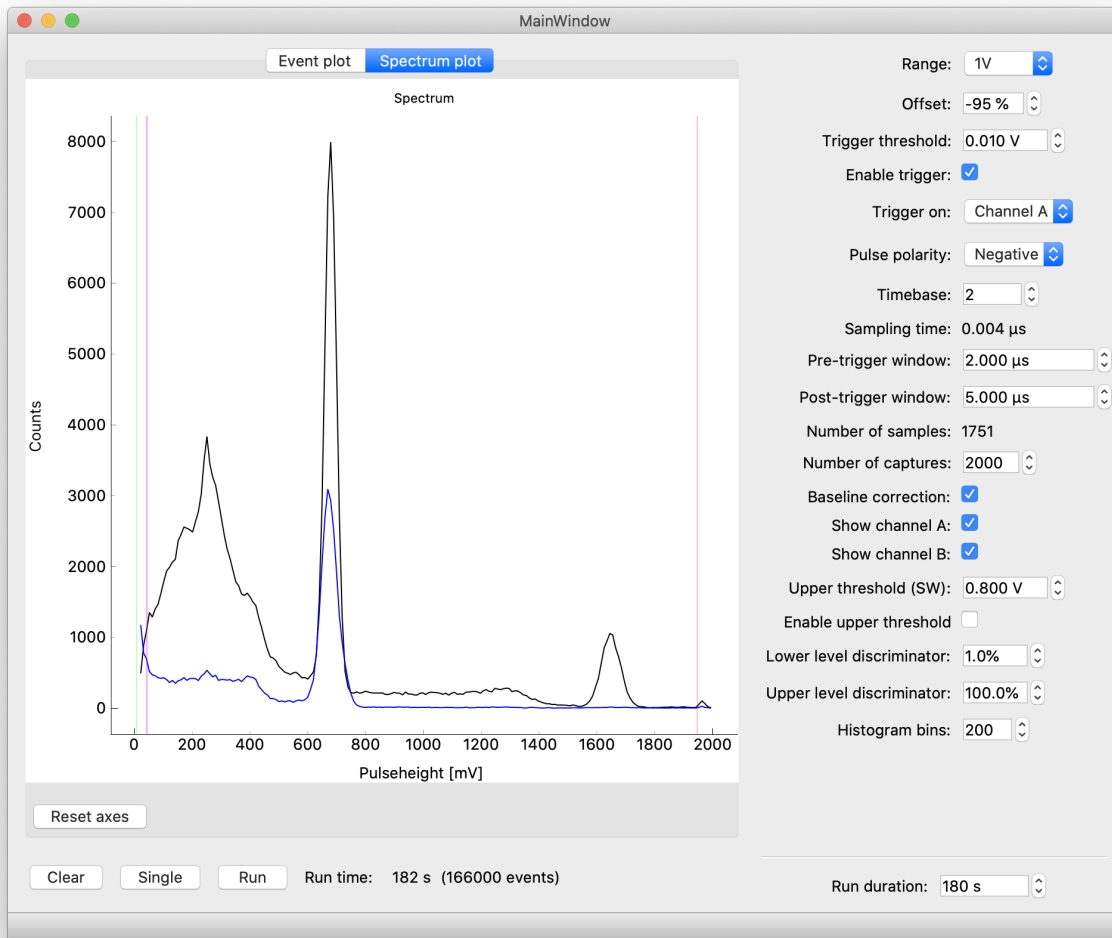 MainWindow
Event plot Spectrum plot
Spectrum
8000
7000
6000
5000
4000
3000
2000
1000
0
Counts
0 200 400 600 800 1000 1200 1400 1600 1800 2000
Pulseheight [mV]
Reset axes
Clear Single Run Run time: 182 s (166000 events)
Range: 1V
Offset: -95 %
Trigger threshold: 0.010 V
Enable trigger:
Trigger on: Channel A
Pulse polarity: Negative
Timebase: 2
Sampling time: 0.004 µs
Pre-trigger window: 2.000 µs
Post-trigger window: 5.000 µs
Number of samples: 1751
Number of captures: 2000
Baseline correction:
Show channel A:
Show channel B:
Upper threshold (SW): 0.800 V
Enable upper threshold
Lower level discriminator: 1.0%
Upper level discriminator: 100.0%
Histogram bins: 200
Run duration: 180 s